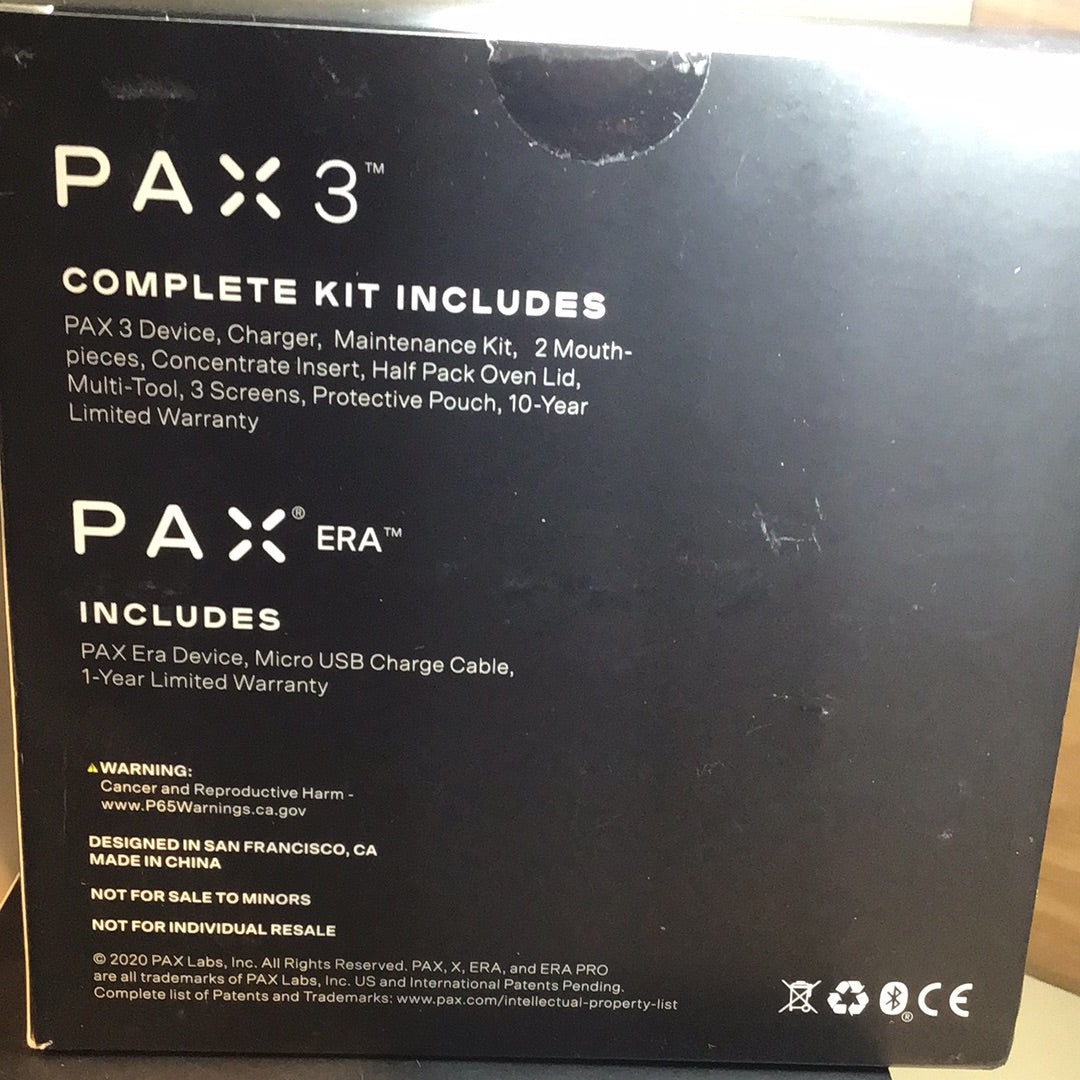 PAX 3™
COMPLETE KIT INCLUDES
PAX 3 Device, Charger, Maintenance Kit, 2 Mouth-
pieces, Concentrate Insert, Half Pack Oven Lid,
Multi-Tool, 3 Screens, Protective Pouch, 10-Year
Limited Warranty
PAX® ERA™
INCLUDES
PAX Era Device, Micro USB Charge Cable,
1-Year Limited Warranty
⚠WARNING:
Cancer and Reproductive Harm -
www.P65Warnings.ca.gov
DESIGNED IN SAN FRANCISCO, CA
MADE IN CHINA
NOT FOR SALE TO MINORS
NOT FOR INDIVIDUAL RESALE
© 2020 PAX Labs, Inc. All Rights Reserved. PAX, X, ERA, and ERA PRO
are all trademarks of PAX Labs, Inc. US and International Patents Pending.
Complete list of Patents and Trademarks: www.pax.com/intellectual-property-list
® CE